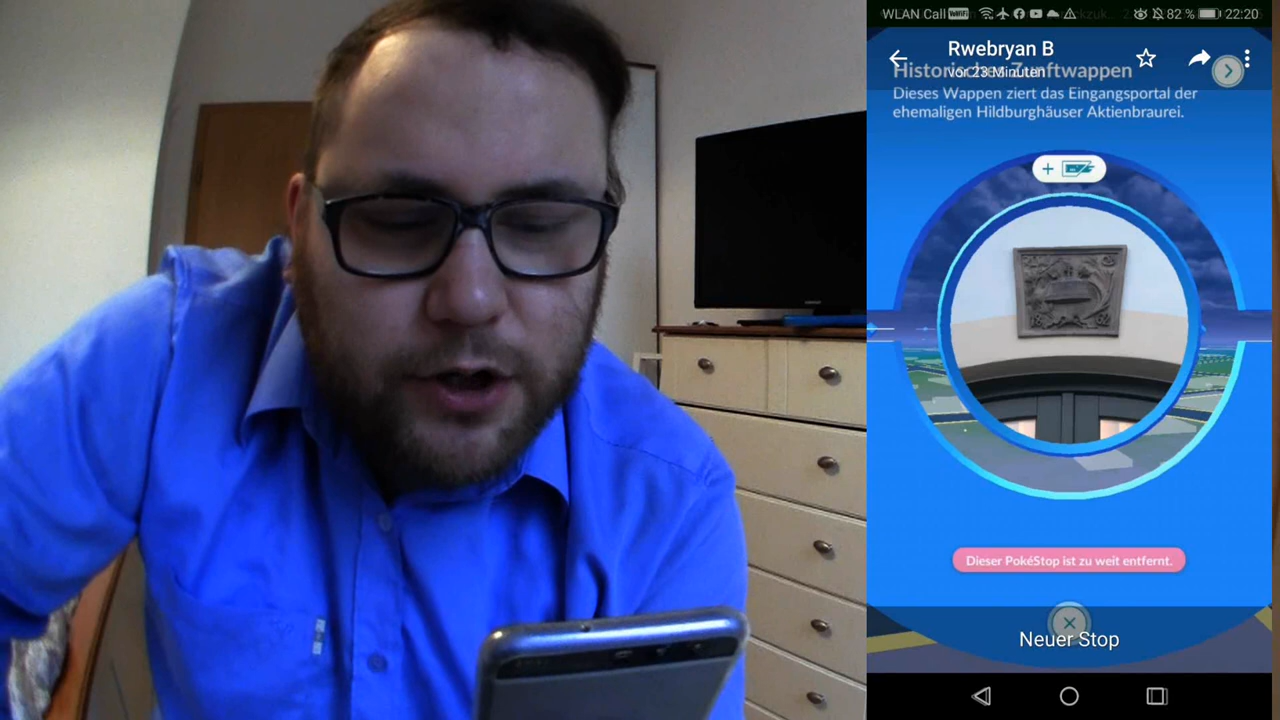 WLAN Call
82 %
22:20
Rwebryan B
vor 23 Minuten
Dieses Wappen ziert das Eingangsportal der
ehemaligen Hildburghäuser Aktienbraurei.
Dieser PokéStop ist zu weit entfernt.
Neuer Stop